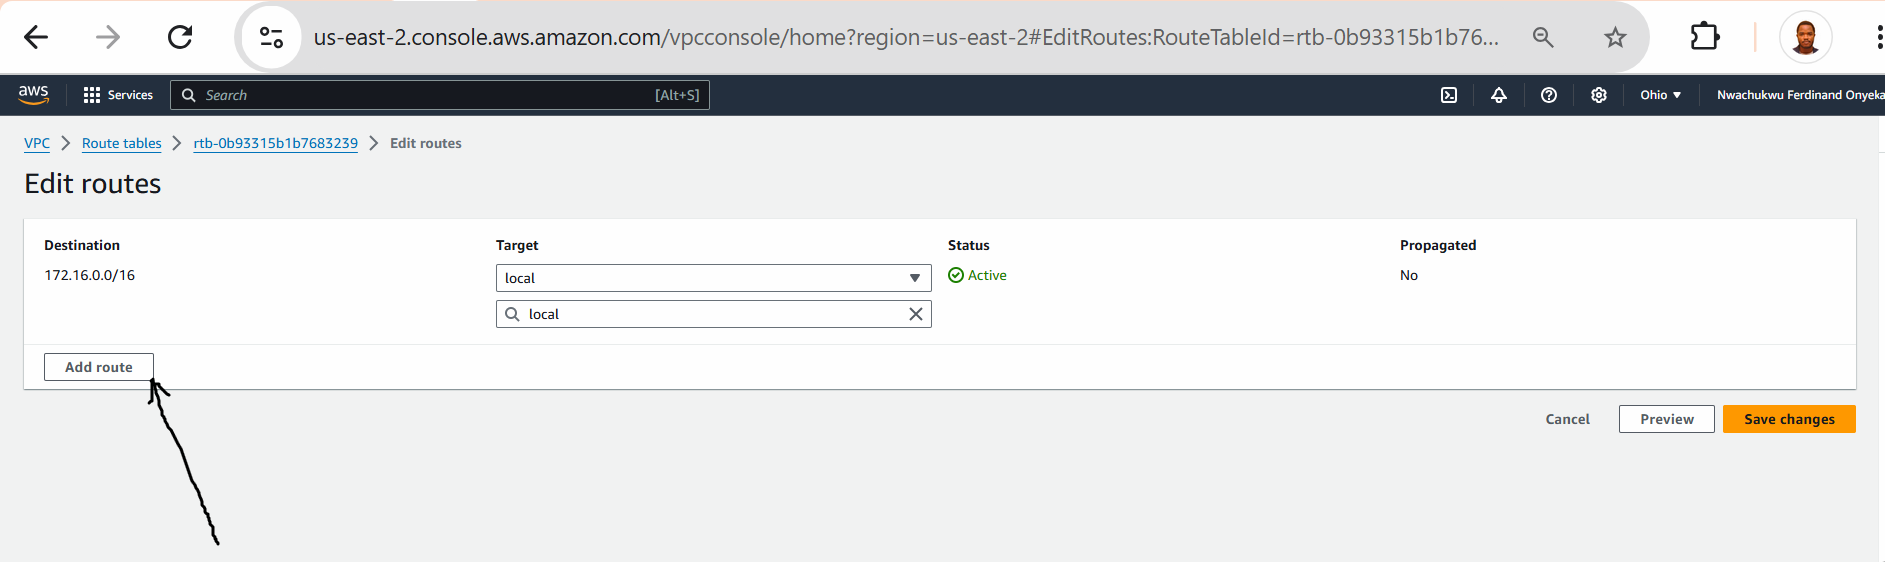 us-east-2.console.aws.amazon.com/vpcconsole/home?region=us-east-2#EditRoutes:RouteTableId=rtb-0b93315b1b76...
aws Services Search [Alt+S] Ohio Nwachukwu Ferdinand Onyeka
VPC Route tables rtb-0b93315b1b7683239 Edit routes
Edit routes
Destination Target Status Propagated
172.16.0.0/16 local Active No
local
Add route
Cancel Preview Save changes